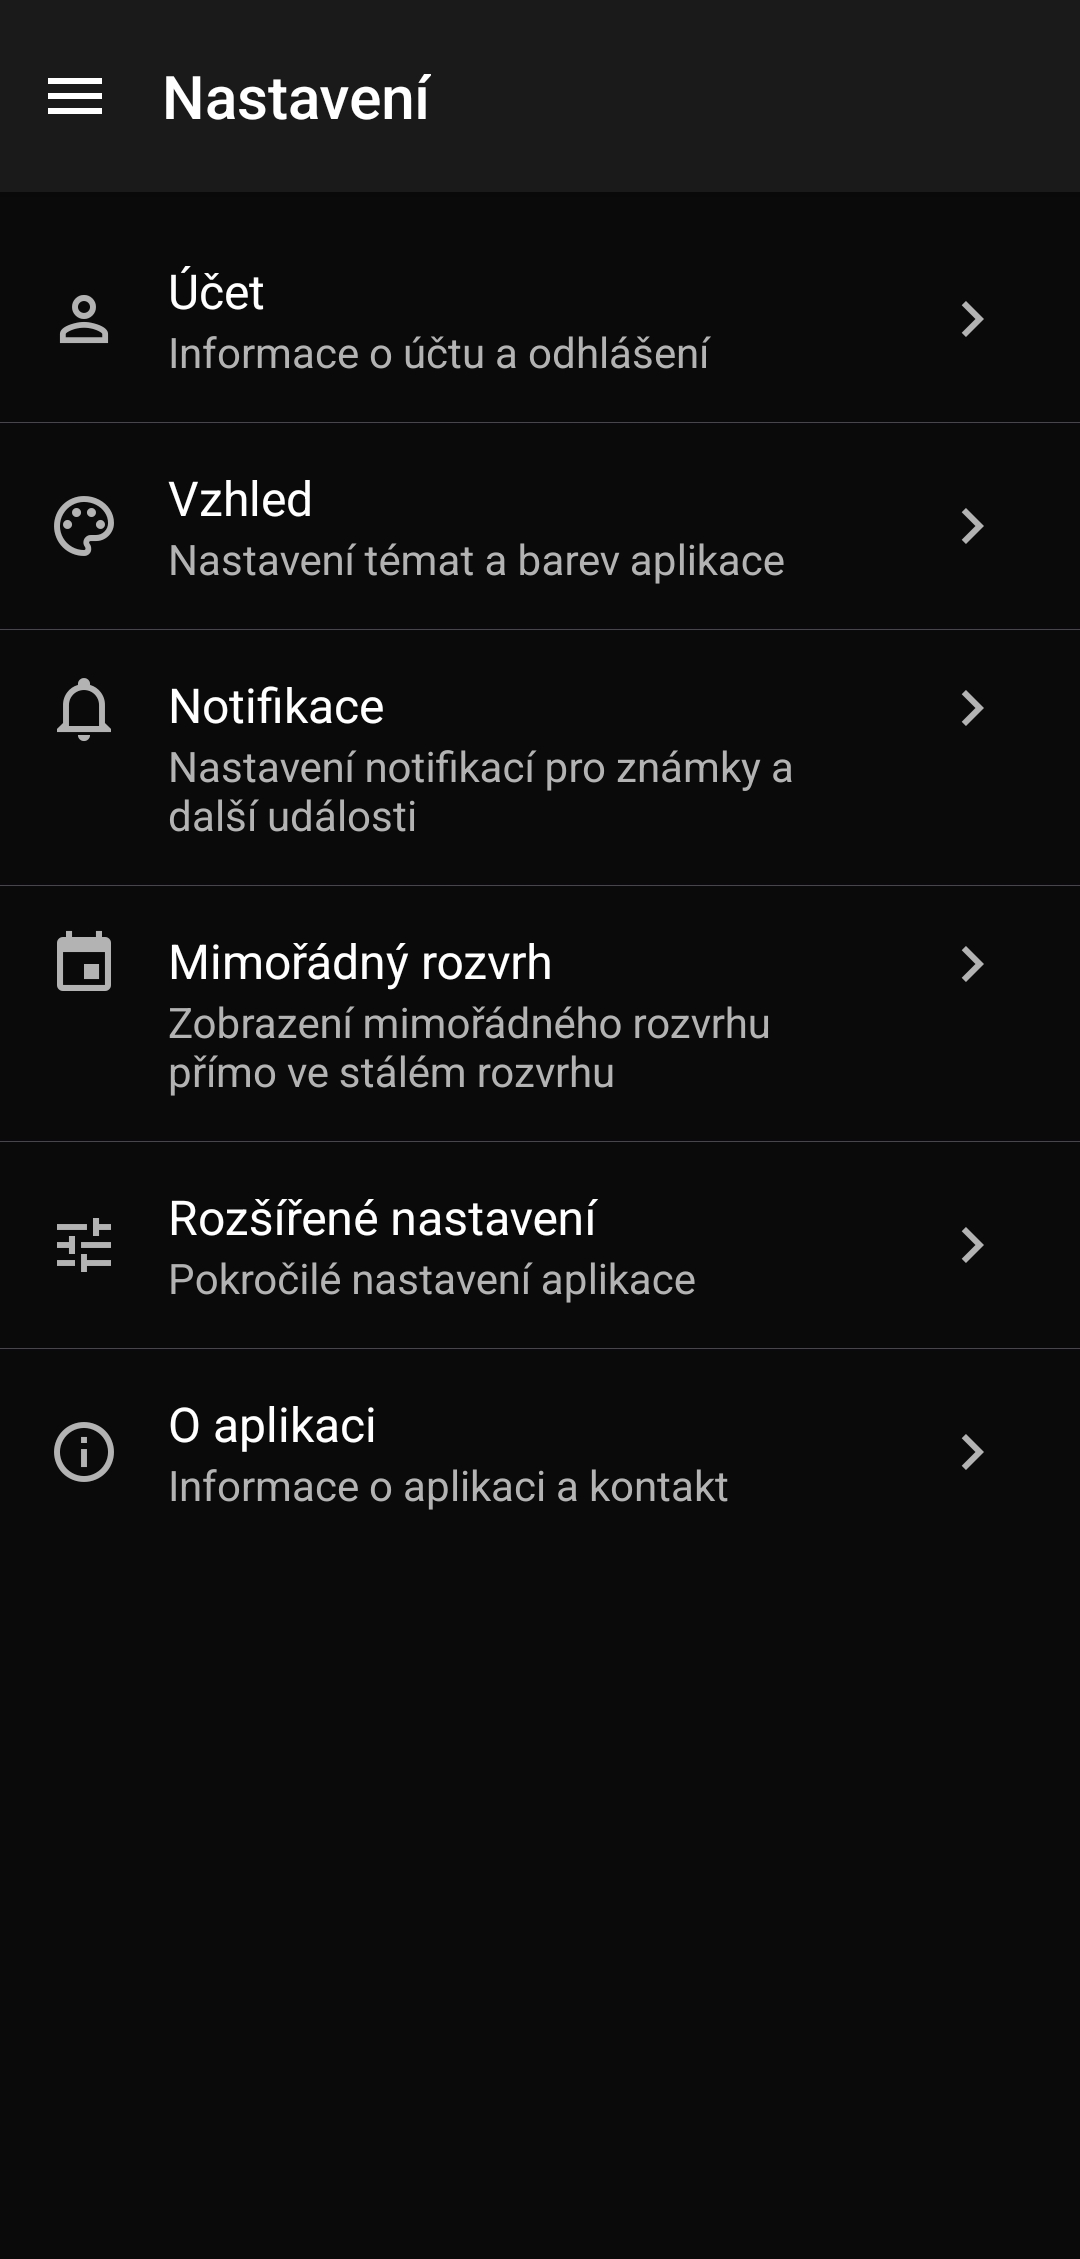 Nastavení
Účet
Informace o účtu a odhlášení
Vzhled
Nastavení témat a barev aplikace
Notifikace
Nastavení notifikací pro známky a
další události
Mimořádný rozvrh
Zobrazení mimořádného rozvrhu
přímo ve stálém rozvrhu
Rozšířené nastavení
Pokročilé nastavení aplikace
O aplikaci
Informace o aplikaci a kontakt